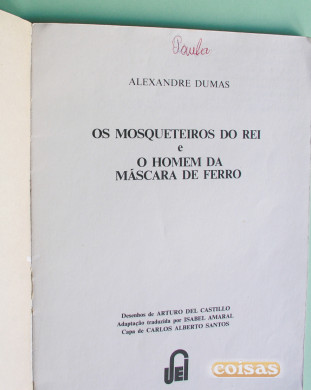 ALEXANDRE DUMAS
OS MOSQUETEIROS DO REI
e
O HOMEM DA
MÁSCARA DE FERRO
Desenhos de ARTURO DEL CASTILLO
Adaptação traduzida por ISABEL AMARAL
Capa de CARLOS ALBERTO SANTOS
coisas